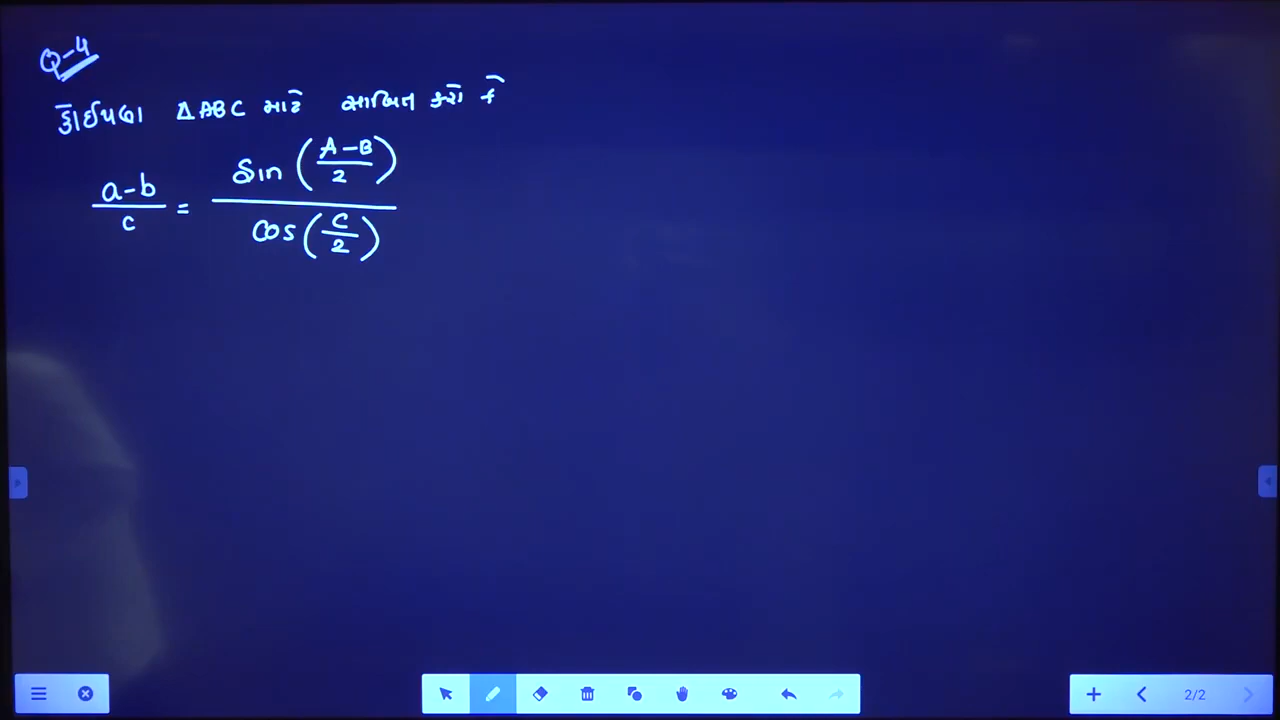 Q-4
કોઈપણ ΔABC માટે સાબિત કરો કે
(a-b)/c = sin((A-B)/2) / cos(C/2)
2/2